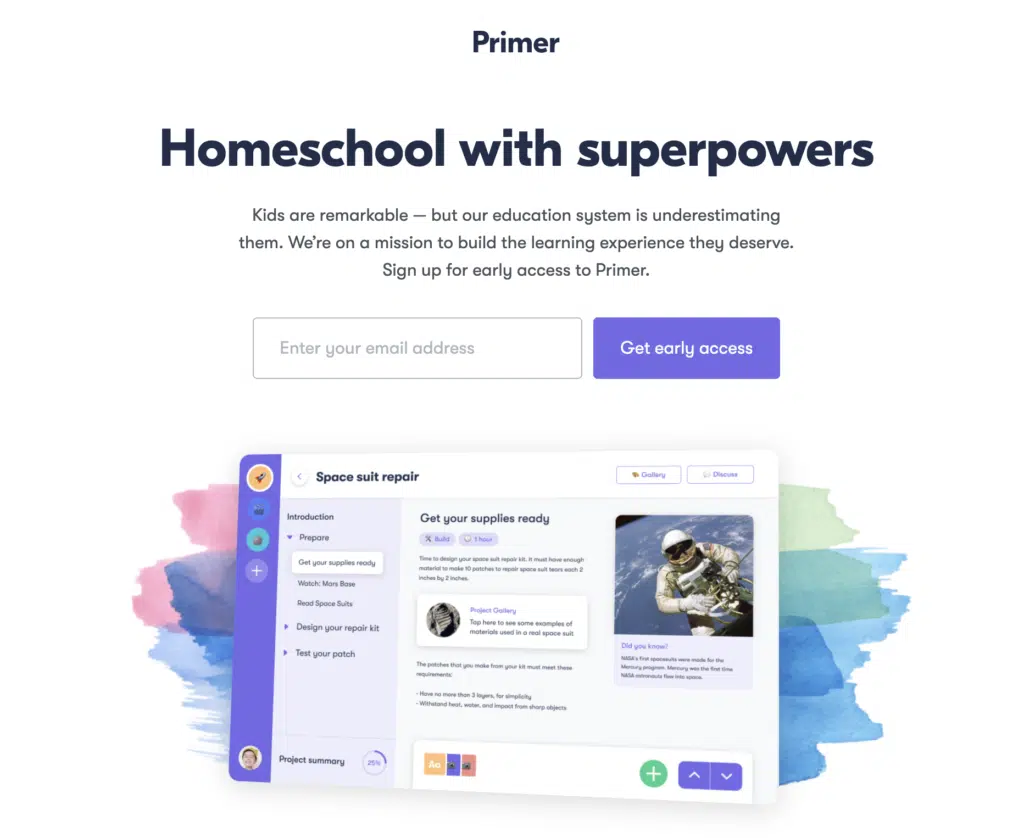 Primer
Homeschool with superpowers
Kids are remarkable — but our education system is underestimating
them. We're on a mission to build the learning experience they deserve.
Sign up for early access to Primer.
Enter your email address
Get early access
Space suit repair
Gallery
Discuss
Introduction
Prepare
Get your supplies ready
Watch: Mars Base
Read Space Suits
Design your repair kit
Test your patch
Project summary
25%
Get your supplies ready
Build
1 hour
Time to design your space suit repair kit. It must have enough
material to make 10 patches to repair space suit tears each 2
inches by 2 inches.
Project Gallery
Tap here to see some examples of
materials used in a real space suit
The patches that you make from your kit must meet these
requirements:
- Have no more than 3 layers, for simplicity
- Withstand heat, water, and impact from sharp objects
Did you know?
NASA's first spacesuits were made for the
Mercury program. Mercury was the first time
NASA astronauts flew into space.
Aa